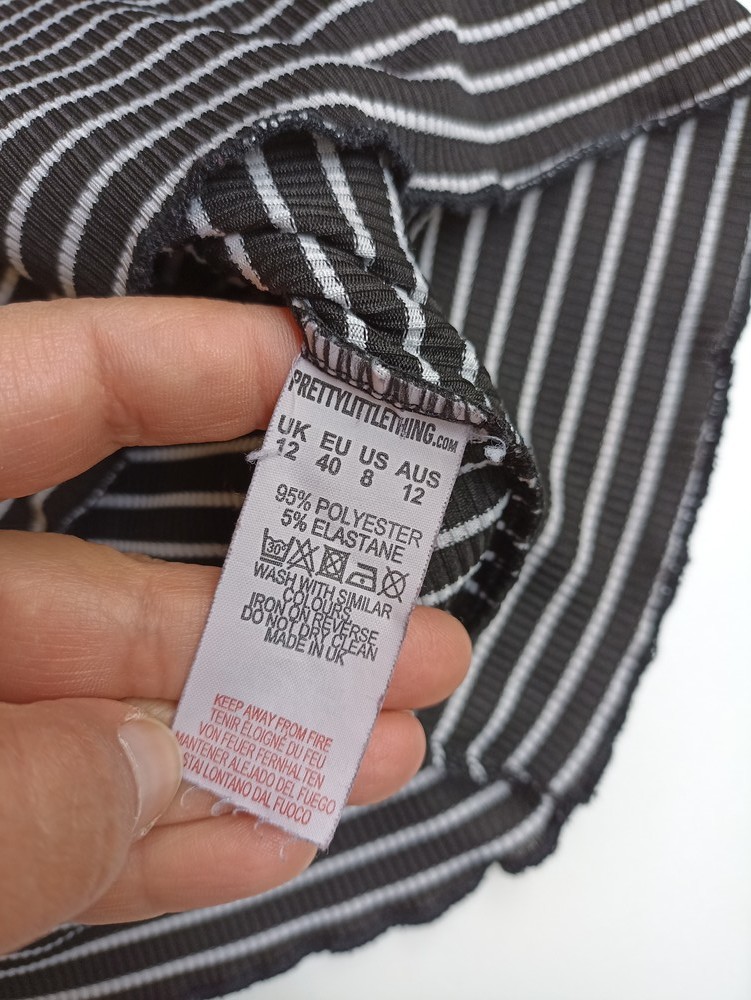 PRETTYLITTLETHING.COM
UK EU US AUS
12 40 8 12
95% POLYESTER
5% ELASTANE
30°
WASH WITH SIMILAR
COLOURS
IRON ON REVERSE
DO NOT DRY CLEAN
MADE IN UK
KEEP AWAY FROM FIRE
TENIR ÉLOIGNÉ DU FEU
VON FEUER FERNHALTEN
MANTENER ALEJADO DEL FUEGO
STAI LONTANO DAL FUOCO